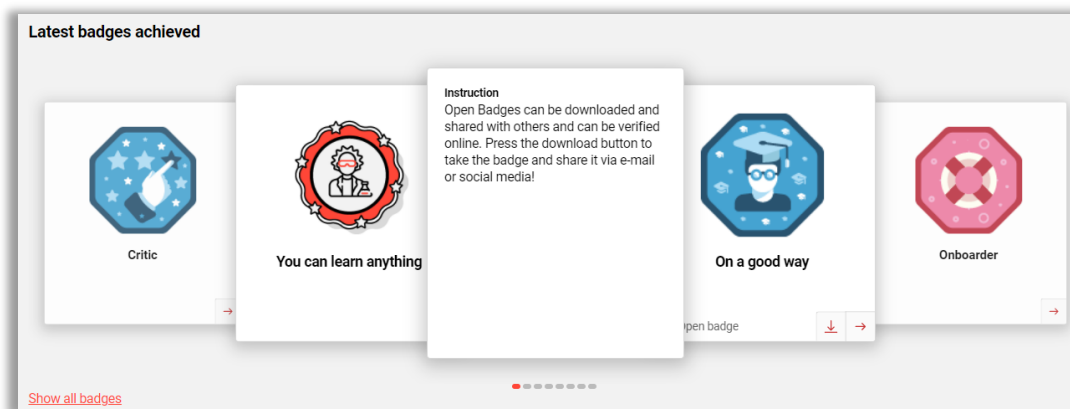 Latest badges achieved
Instruction
Open Badges can be downloaded and
shared with others and can be verified
online. Press the download button to
take the badge and share it via e-mail
or social media!
Critic
You can learn anything
On a good way
Onboarder
pen badge
Show all badges